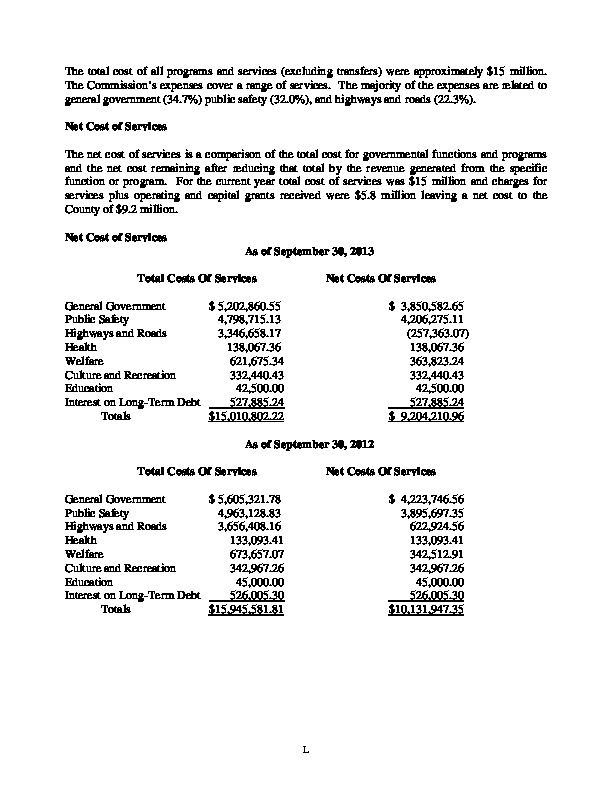 The total cost of all programs and services (excluding transfers) were approximately $15 million.
The Commission's expenses cover a range of services. The majority of the expenses are related to
general government (34.7%) public safety (32.0%), and highways and roads (22.3%).
Net Cost of Services
The net cost of services is a comparison of the total cost for governmental functions and programs
and the net cost remaining after reducing that total by the revenue generated from the specific
function or program. For the current year total cost of services was $15 million and charges for
services plus operating and capital grants received were $5.8 million leaving a net cost to the
County of $9.2 million.
Net Cost of Services
As of September 30, 2013
Total Costs Of Services Net Costs Of Services
General Government $ 5,202,860.55 $ 3,850,582.65
Public Safety 4,798,715.13 4,206,275.11
Highways and Roads 3,346,658.17 (257,363.07)
Health 138,067.36 138,067.36
Welfare 621,675.34 363,823.24
Culture and Recreation 332,440.43 332,440.43
Education 42,500.00 42,500.00
Interest on Long-Term Debt 527,885.24 527,885.24
Totals $15,010,802.22 $ 9,204,210.96
As of September 30, 2012
Total Costs Of Services Net Costs Of Services
General Government $ 5,605,321.78 $ 4,223,746.56
Public Safety 4,963,128.83 3,895,697.35
Highways and Roads 3,656,408.16 622,924.56
Health 133,093.41 133,093.41
Welfare 673,657.07 342,512.91
Culture and Recreation 342,967.26 342,967.26
Education 45,000.00 45,000.00
Interest on Long-Term Debt 526,005.30 526,005.30
Totals $15,945,581.81 $10,131,947.35
L